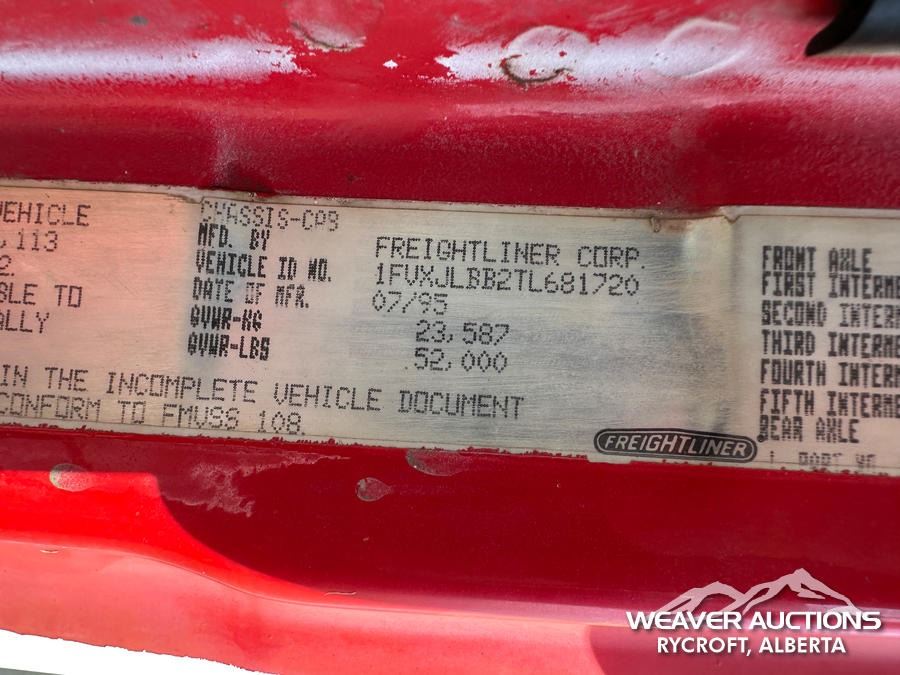 VEHICLE
,113
2
BLE TO
ALLY
CHASSIS-CPS
MFD. BY FREIGHTLINER CORP.
VEHICLE ID NO. 1FVXJLBB2TL681720
DATE OF MFR. 07/95
GVWR-KG 23,587
GVWR-LBS 52,000
IN THE INCOMPLETE VEHICLE DOCUMENT
CONFORM TO FMVSS 108.
FREIGHTLINER
FRONT AXLE
FIRST INTERME
SECOND INTERM
THIRD INTERME
FOURTH INTERM
FIFTH INTERME
REAR AXLE
WEAVER AUCTIONS
RYCROFT, ALBERTA